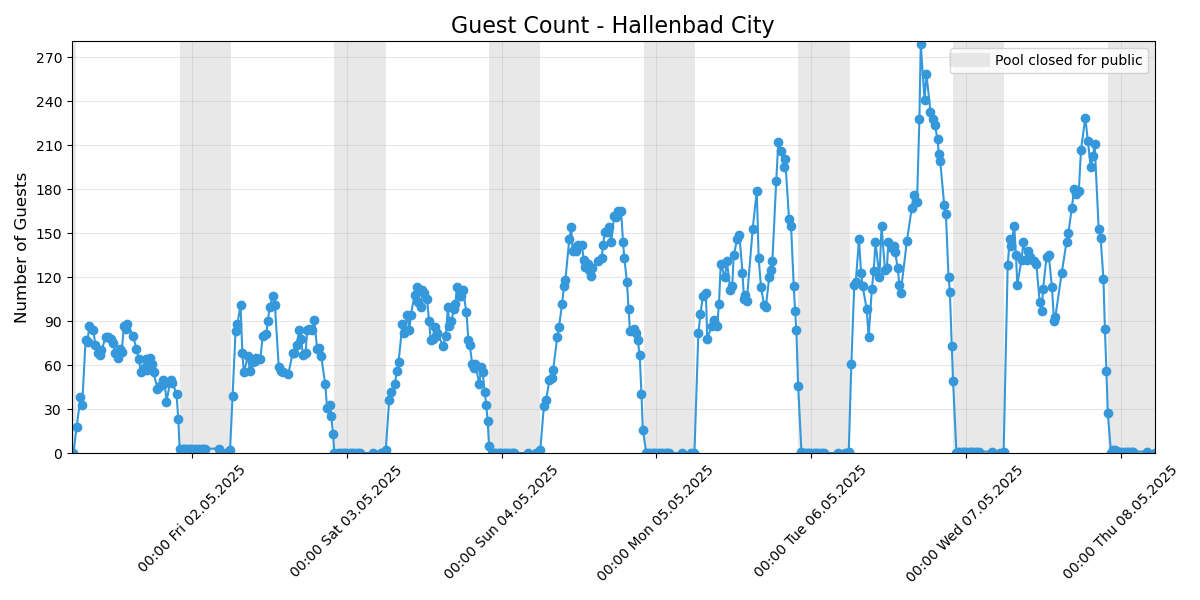 Guest Count - Hallenbad City
Pool closed for public
Number of Guests
270
240
210
180
150
120
90
60
30
0
00:00 Fri 02.05.2025
00:00 Sat 03.05.2025
00:00 Sun 04.05.2025
00:00 Mon 05.05.2025
00:00 Tue 06.05.2025
00:00 Wed 07.05.2025
00:00 Thu 08.05.2025